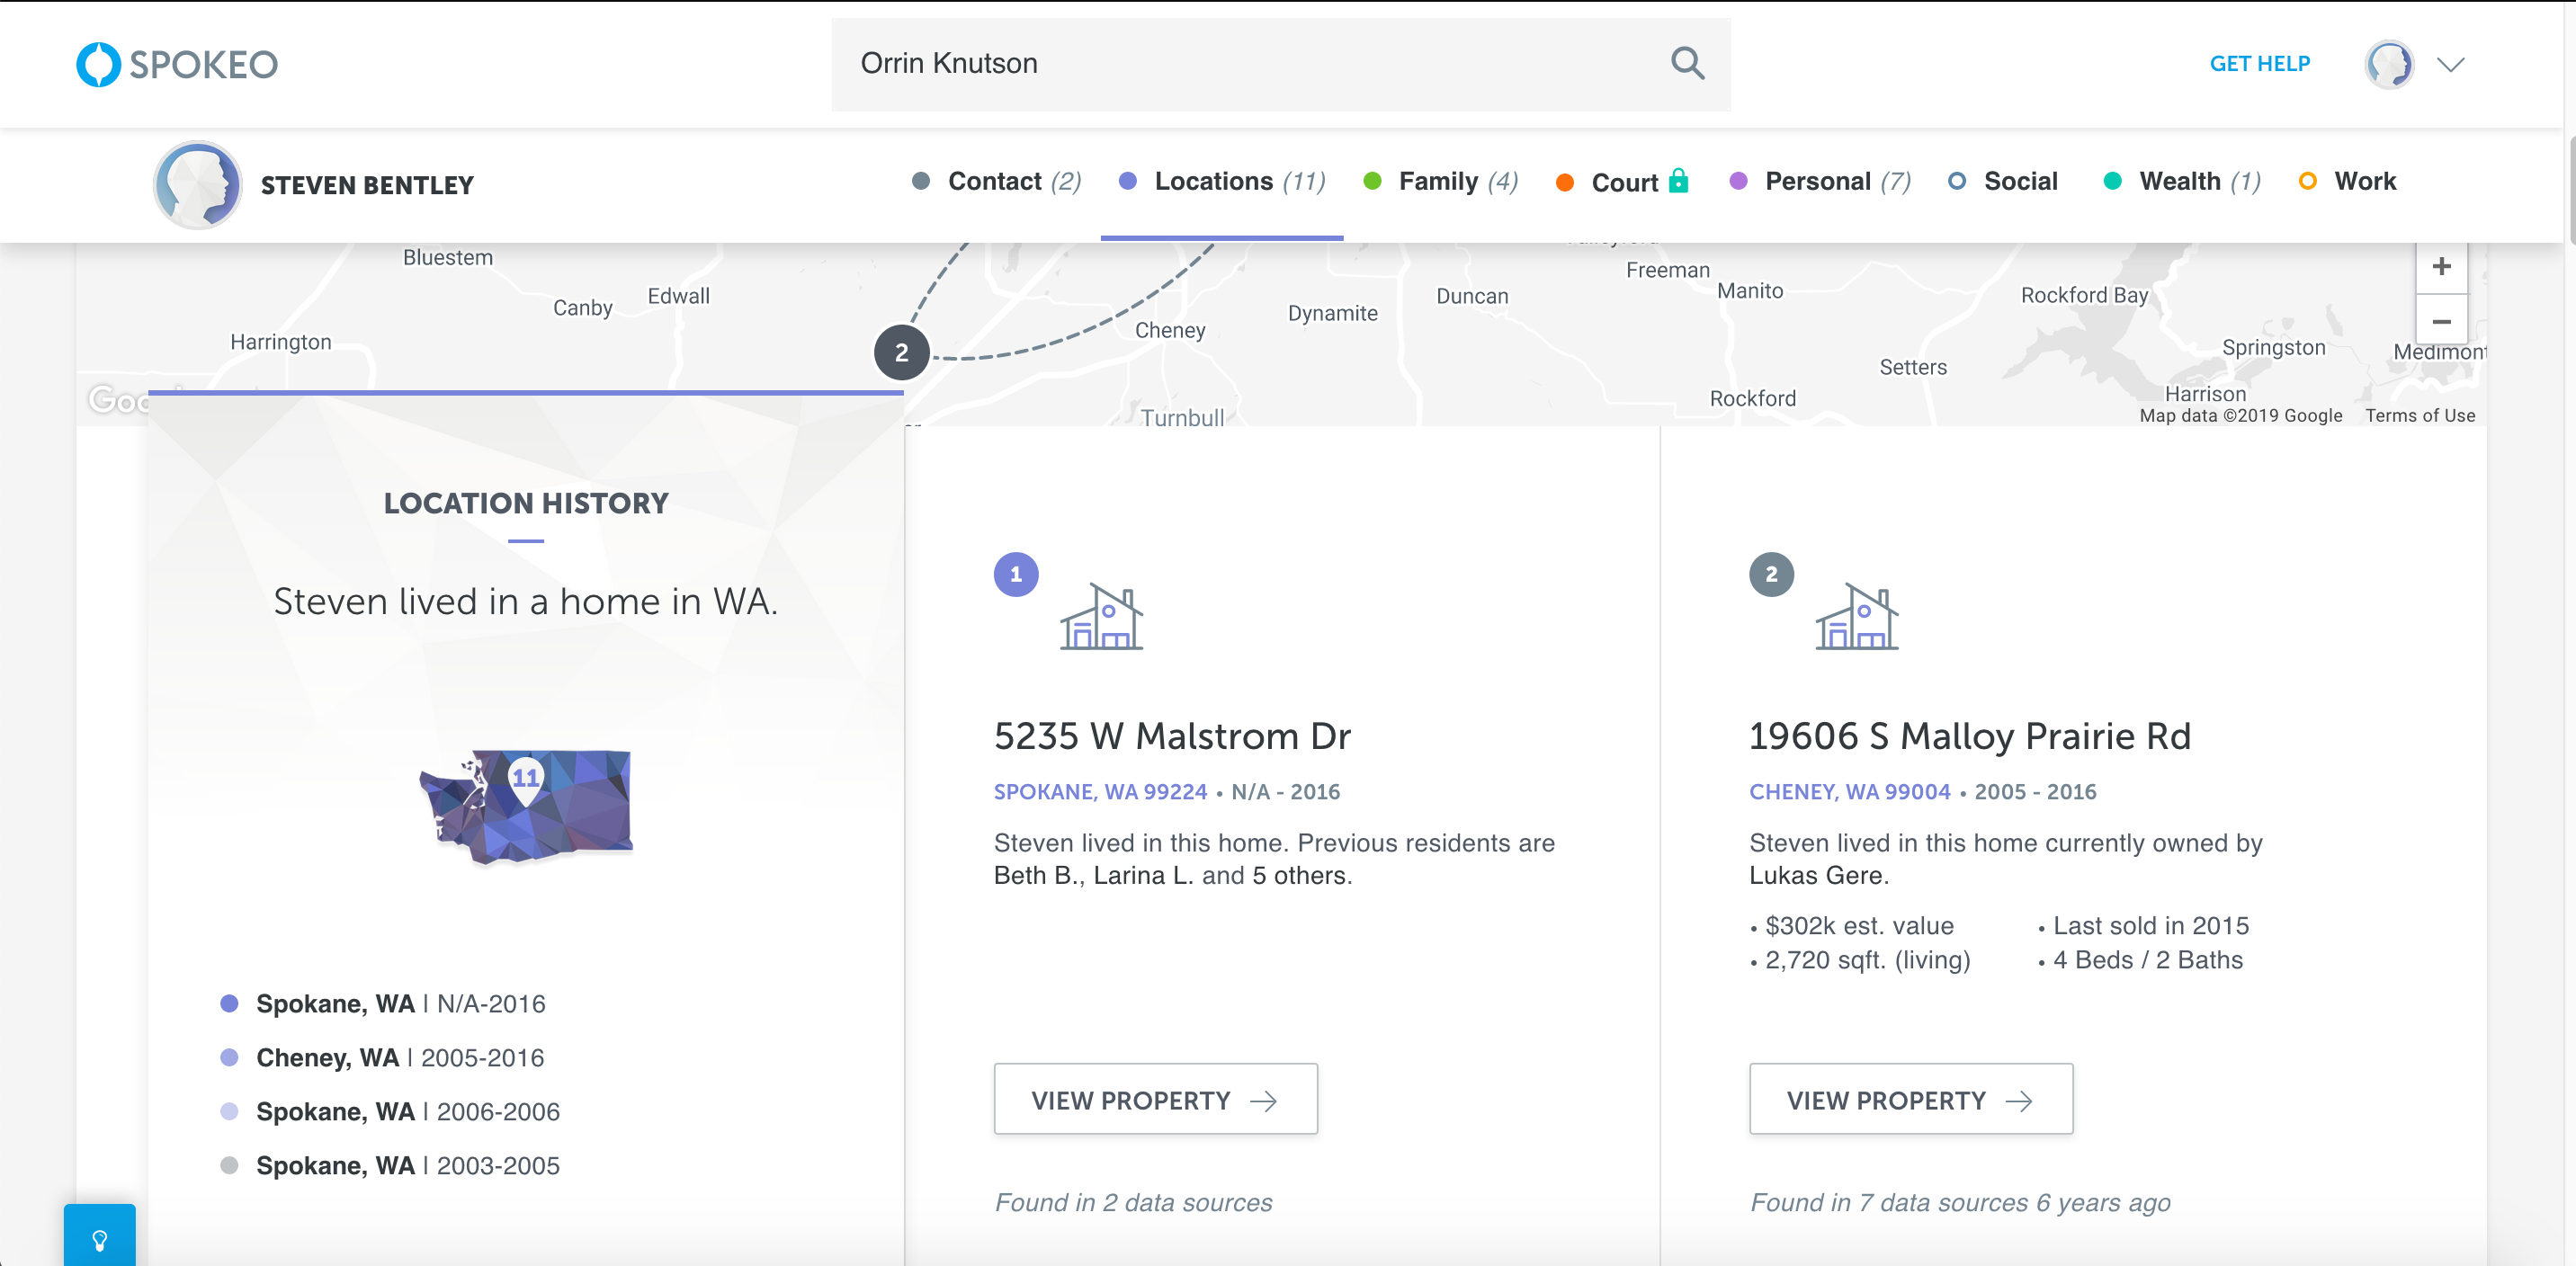 SPOKEO
Orrin Knutson
GET HELP
STEVEN BENTLEY
Contact (2)
Locations (11)
Family (4)
Court
Personal (7)
Social
Wealth (1)
Work
Bluestem
Canby
Edwall
Harrington
2
Cheney
Dynamite
Duncan
Freeman
Manito
Rockford Bay
Setters
Springston
Medimont
Rockford
Harrison
Turnbull
+
−
Goo
Map data ©2019 Google
Terms of Use
LOCATION HISTORY
Steven lived in a home in WA.
11
Spokane, WA | N/A-2016
Cheney, WA | 2005-2016
Spokane, WA | 2006-2006
Spokane, WA | 2003-2005
1
5235 W Malstrom Dr
SPOKANE, WA 99224 • N/A - 2016
Steven lived in this home. Previous residents are
Beth B., Larina L. and 5 others.
VIEW PROPERTY →
Found in 2 data sources
2
19606 S Malloy Prairie Rd
CHENEY, WA 99004 • 2005 - 2016
Steven lived in this home currently owned by
Lukas Gere.
• $302k est. value
• Last sold in 2015
• 2,720 sqft. (living)
• 4 Beds / 2 Baths
VIEW PROPERTY →
Found in 7 data sources 6 years ago